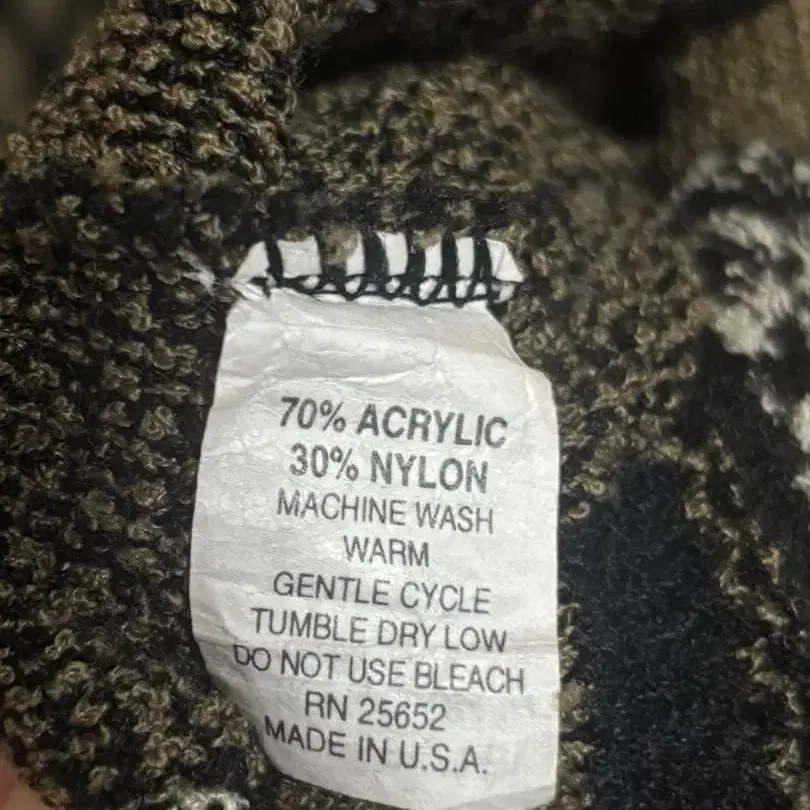 70% ACRYLIC
30% NYLON
MACHINE WASH
WARM
GENTLE CYCLE
TUMBLE DRY LOW
DO NOT USE BLEACH
RN 25652
MADE IN U.S.A.